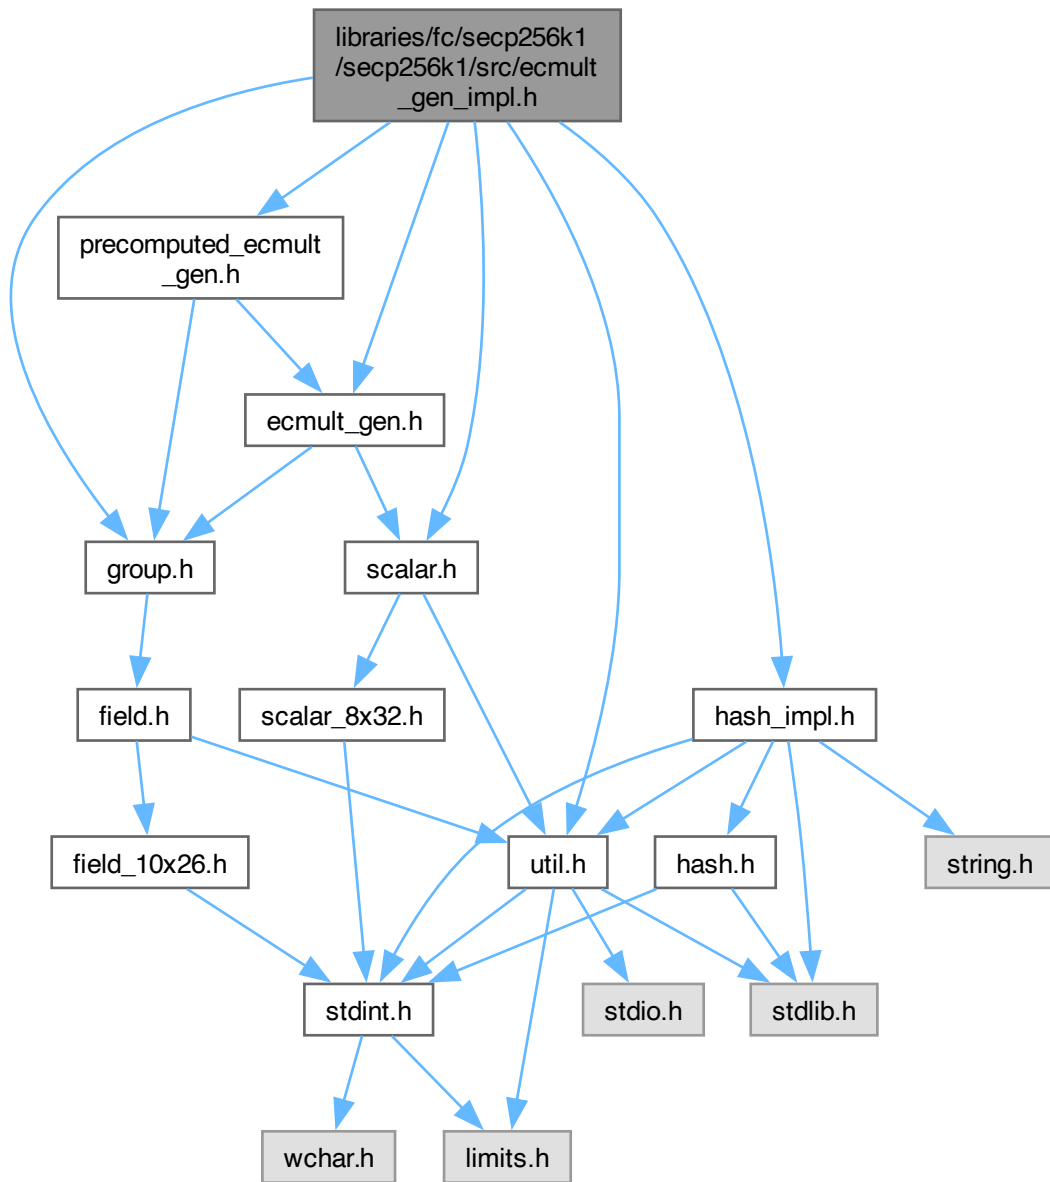 libraries/fc/secp256k1
/secp256k1/src/ecmult
_gen_impl.h
precomputed_ecmult
_gen.h
ecmult_gen.h
group.h
scalar.h
field.h
scalar_8x32.h
hash_impl.h
field_10x26.h
util.h
hash.h
string.h
stdint.h
stdio.h
stdlib.h
wchar.h
limits.h